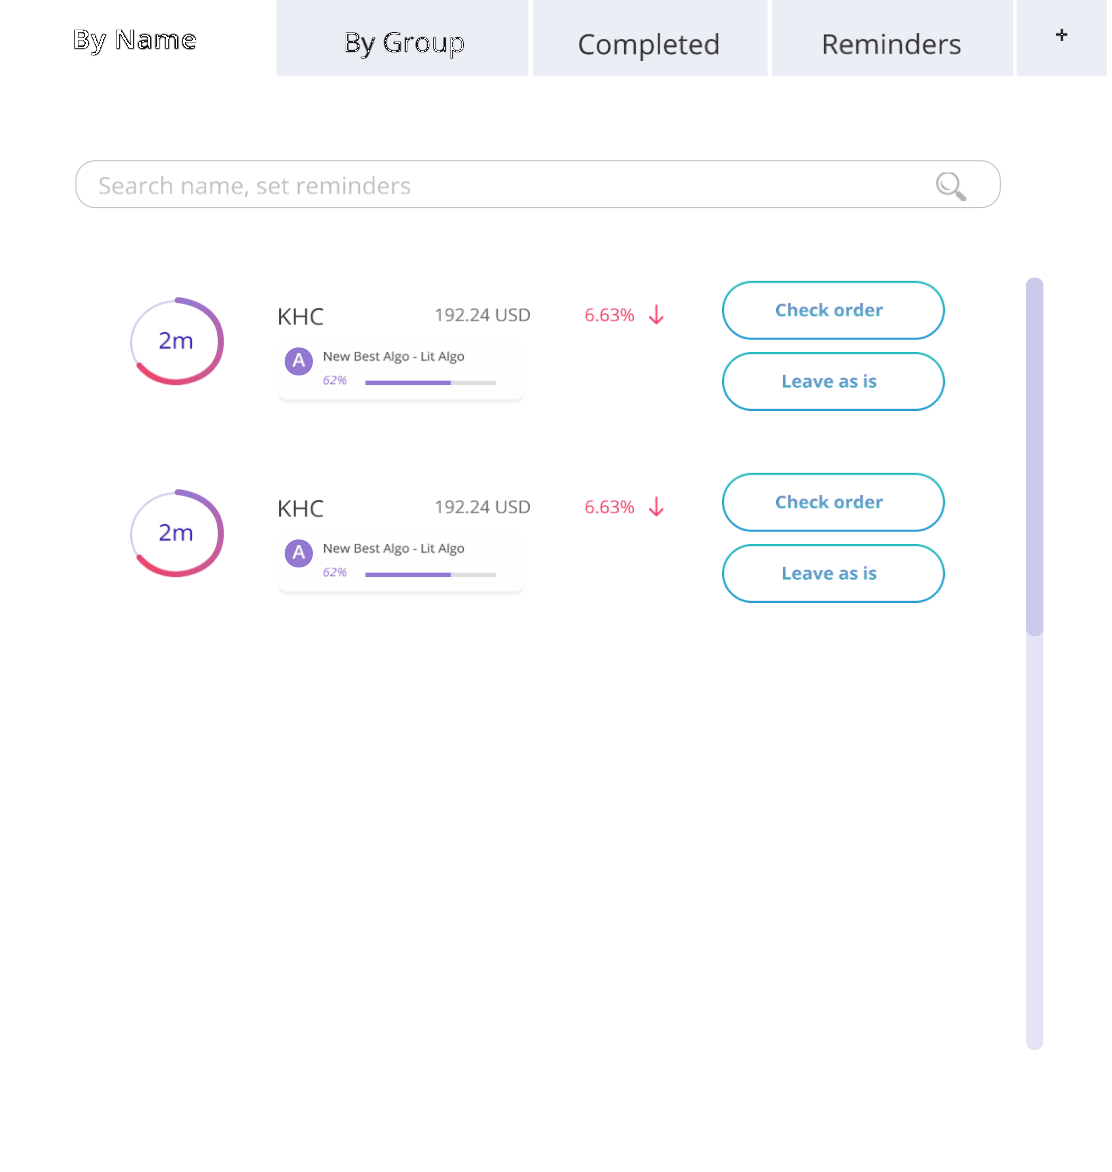 By Name
By Group
Completed
Reminders
+
Search name, set reminders
2m
KHC
192.24 USD
6.63%
A
New Best Algo - Lit Algo
62%
Check order
Leave as is
2m
KHC
192.24 USD
6.63%
A
New Best Algo - Lit Algo
62%
Check order
Leave as is